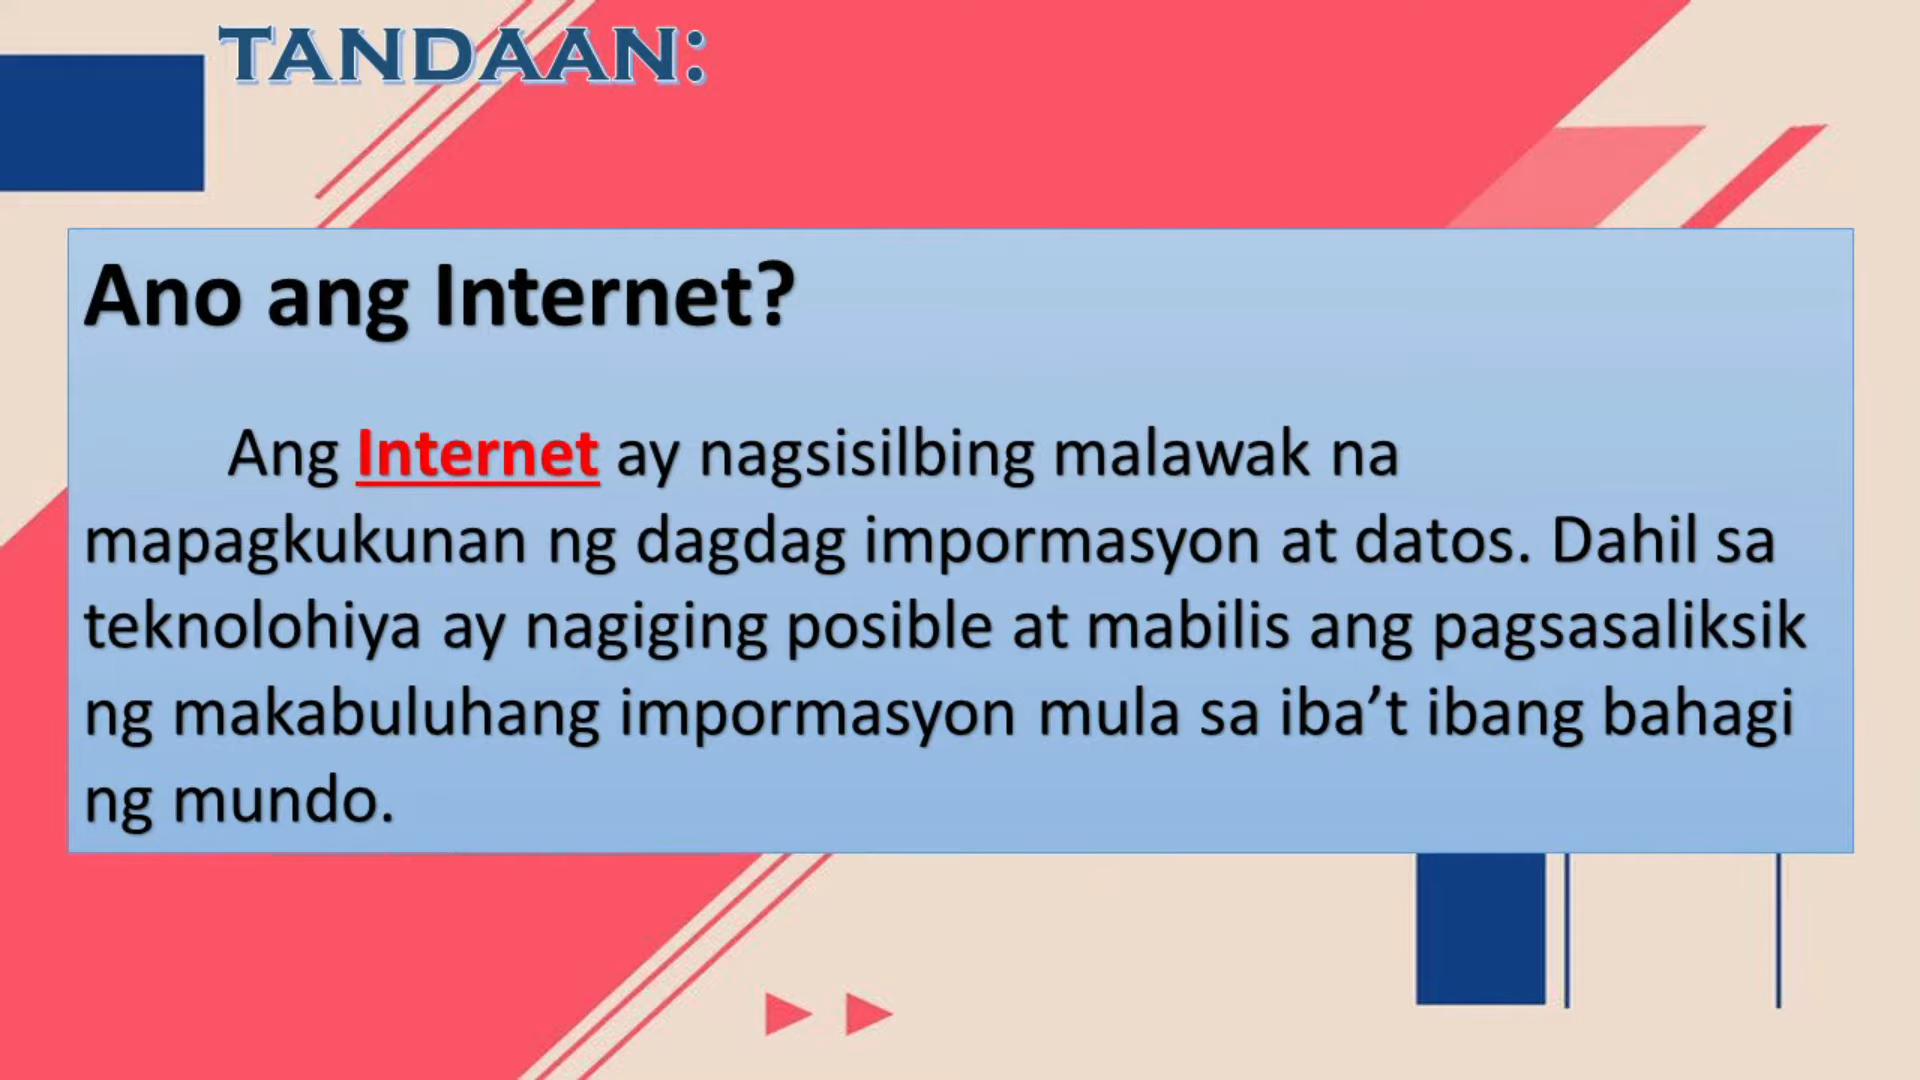 TANDAAN:
Ano ang Internet?
Ang Internet ay nagsisilbing malawak na
mapagkukunan ng dagdag impormasyon at datos. Dahil sa
teknolohiya ay nagiging posible at mabilis ang pagsasaliksik
ng makabuluhang impormasyon mula sa iba’t ibang bahagi
ng mundo.